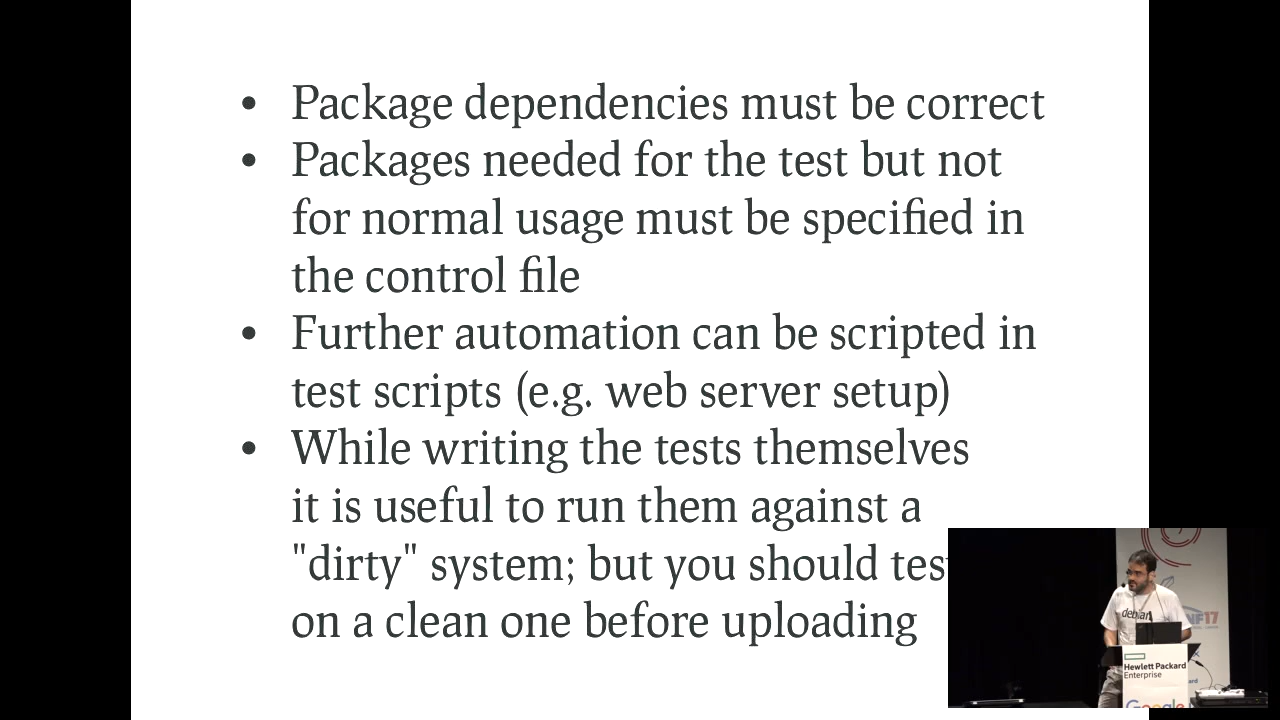 • Package dependencies must be correct
• Packages needed for the test but not
for normal usage must be specified in
the control file
• Further automation can be scripted in
test scripts (e.g. web server setup)
• While writing the tests themselves
it is useful to run them against a
"dirty" system; but you should tes
on a clean one before uploading
debian
NF17
Hewlett Packard
Enterprise
Google